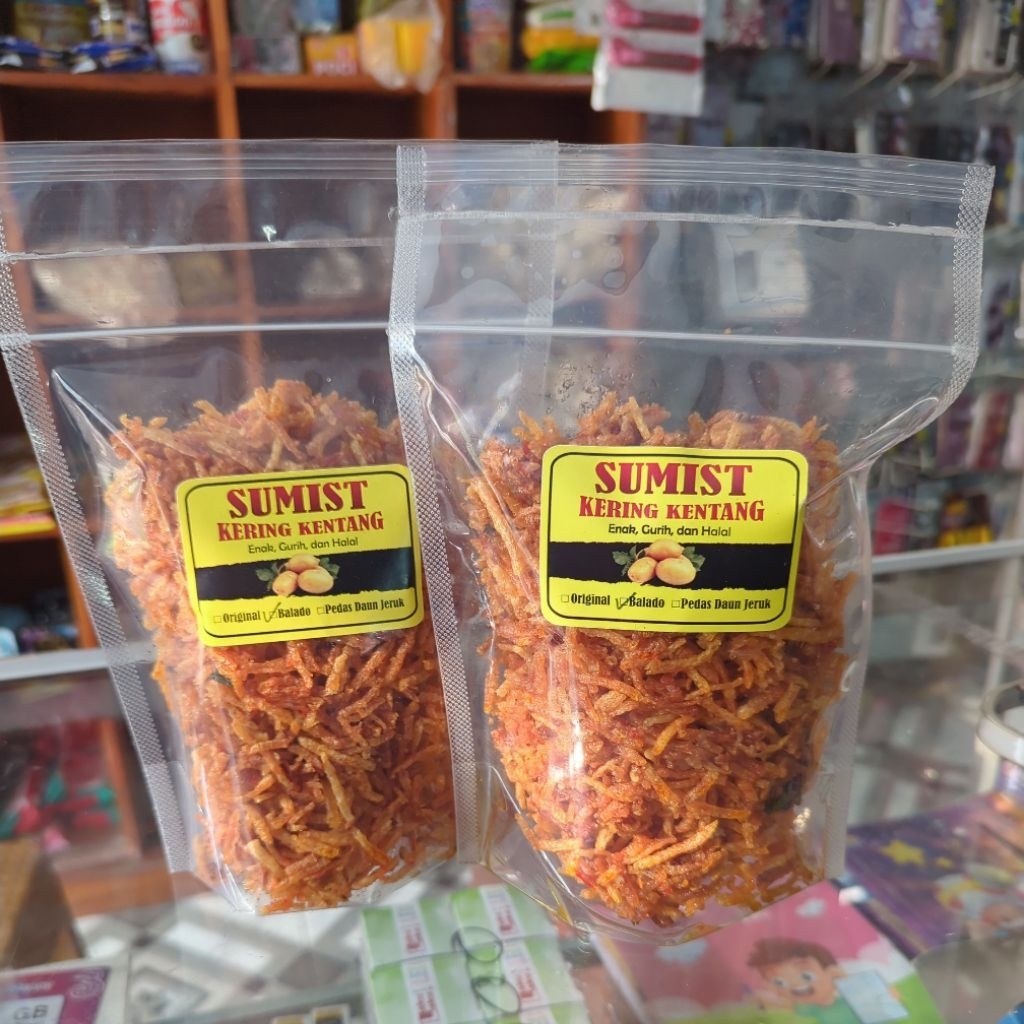 SUMIST
KERING KENTANG
Enak, Gurih, dan Halal
Original Balado Pedas Daun Jeruk
SUMIST
KERING KENTANG
Enak, Gurih, dan Halal
Original Balado Pedas Daun Jeruk
GB